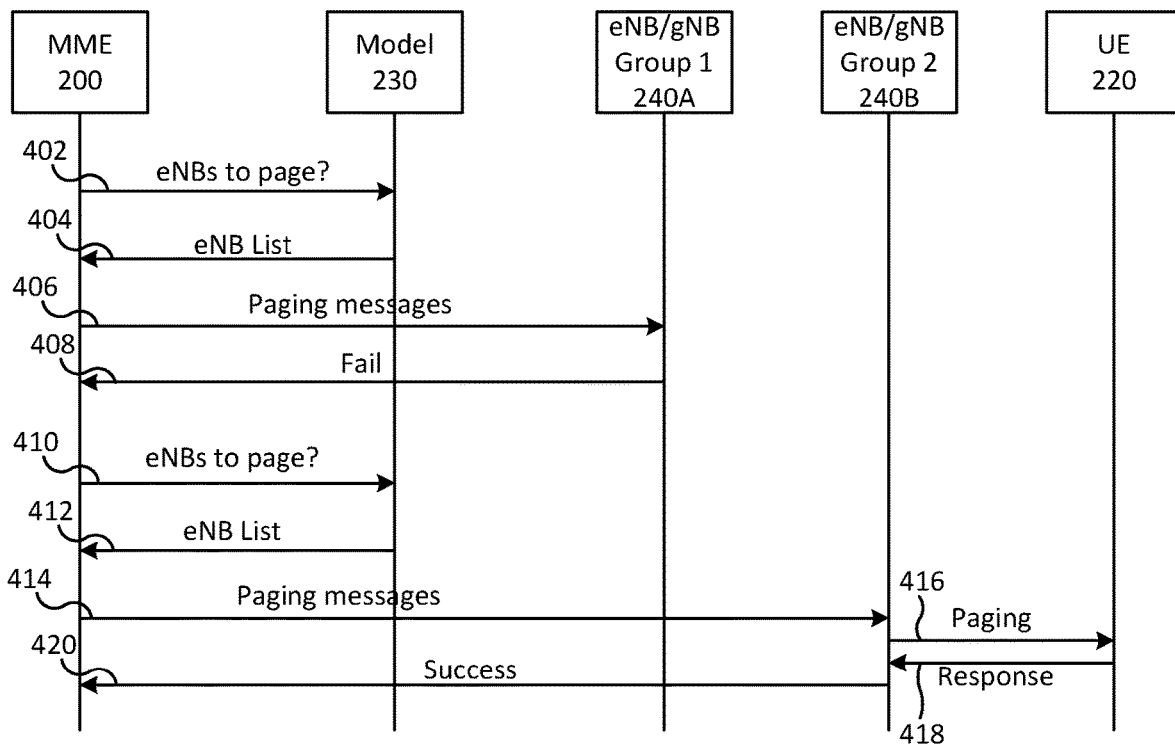 MME
200
Model
230
eNB/gNB
Group 1
240A
eNB/gNB
Group 2
240B
UE
220
402
eNBs to page?
404
eNB List
406
Paging messages
408
Fail
410
eNBs to page?
412
eNB List
414
Paging messages
416
Paging
420
Success
Response
418